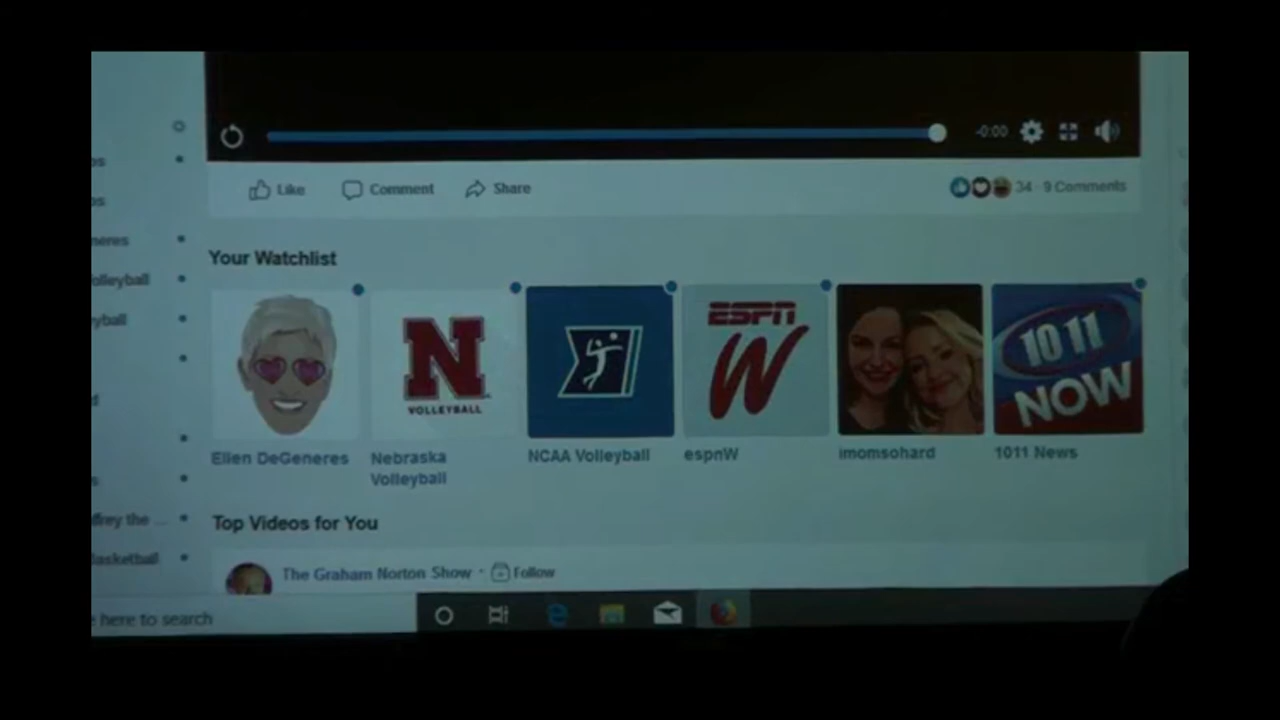 -0:00
Like Comment Share 34 · 9 Comments
Your Watchlist
N
VOLLEYBALL
ESPN
W
10 11
NOW
Ellen DeGeneres
Nebraska
Volleyball
NCAA Volleyball
espnW
imomsohard
1011 News
Top Videos for You
The Graham Norton Show · Follow
here to search